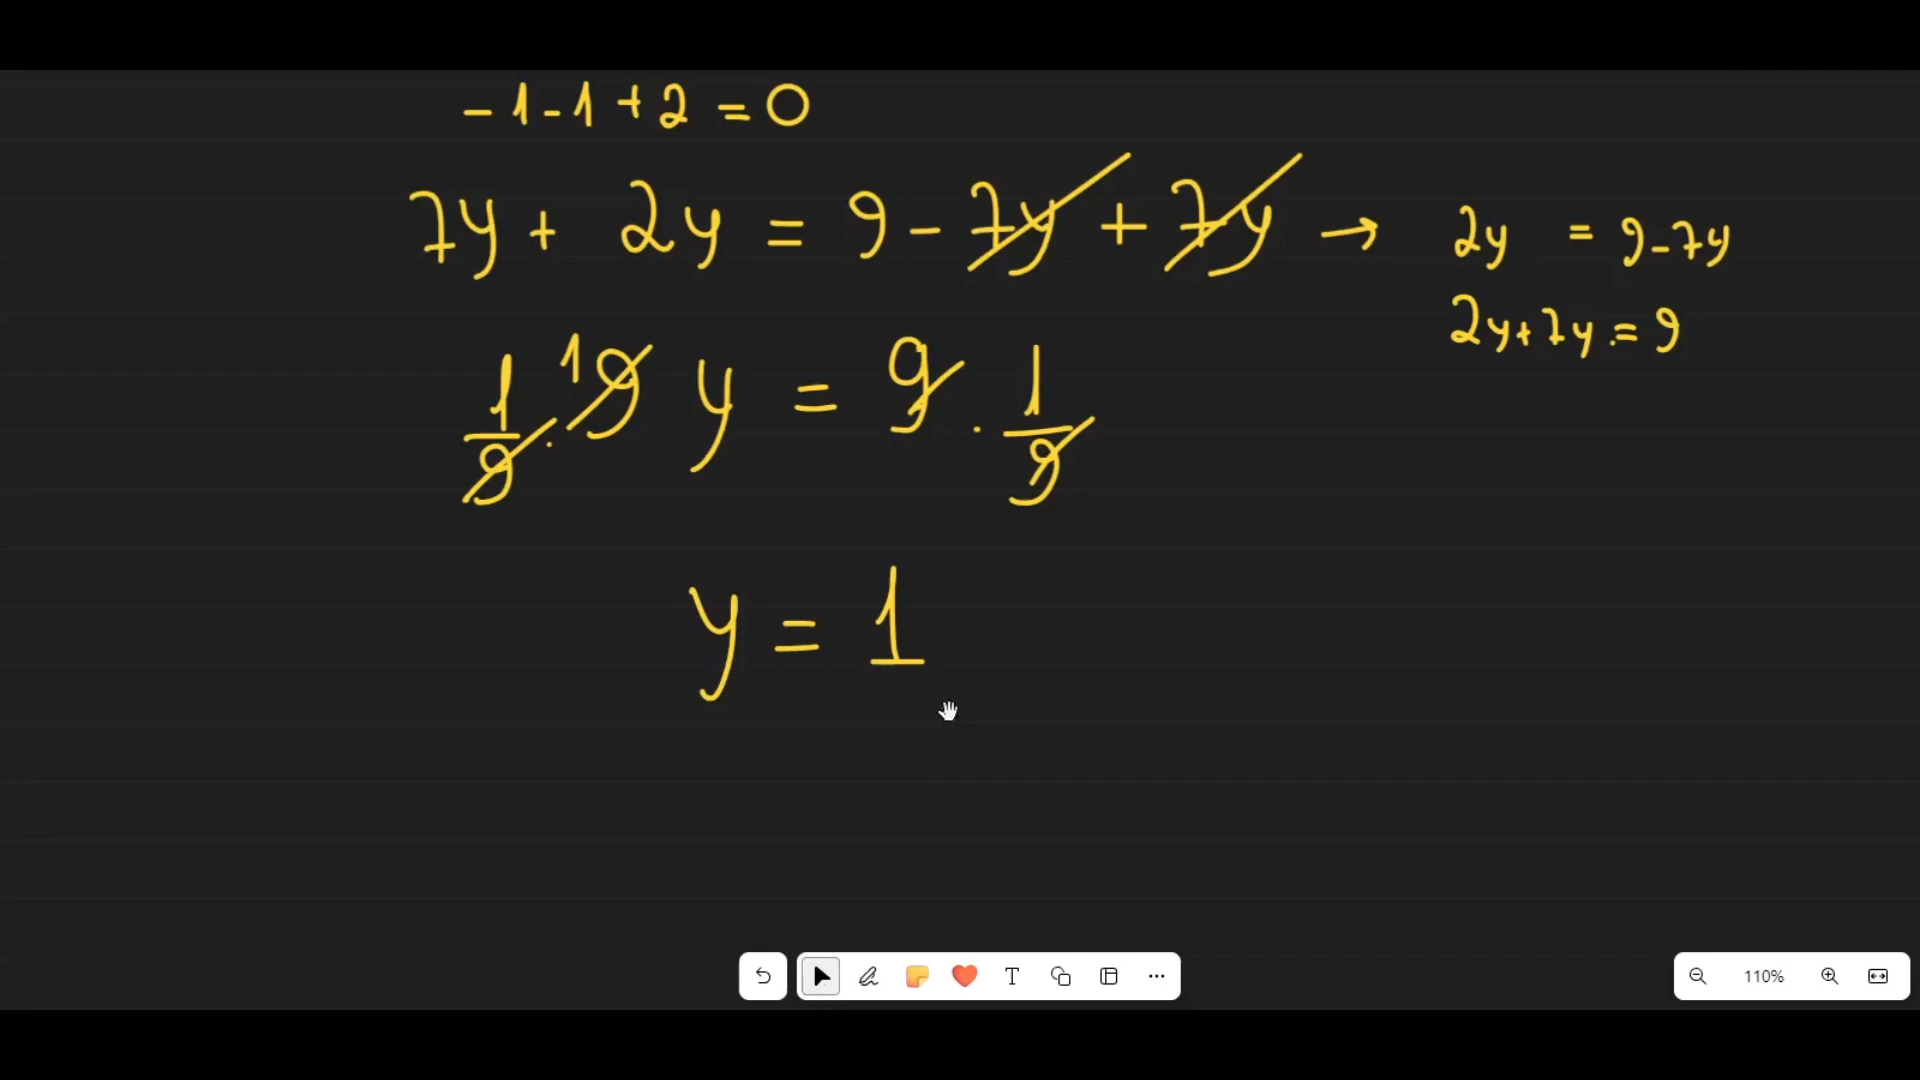 -1-1+2=0
7y+ 2y = 9-7y+7y → 2y = 9-7y
2y+7y.=9
1/9 . 1 9 y = 9 . 1/9
y = 1
T
110%